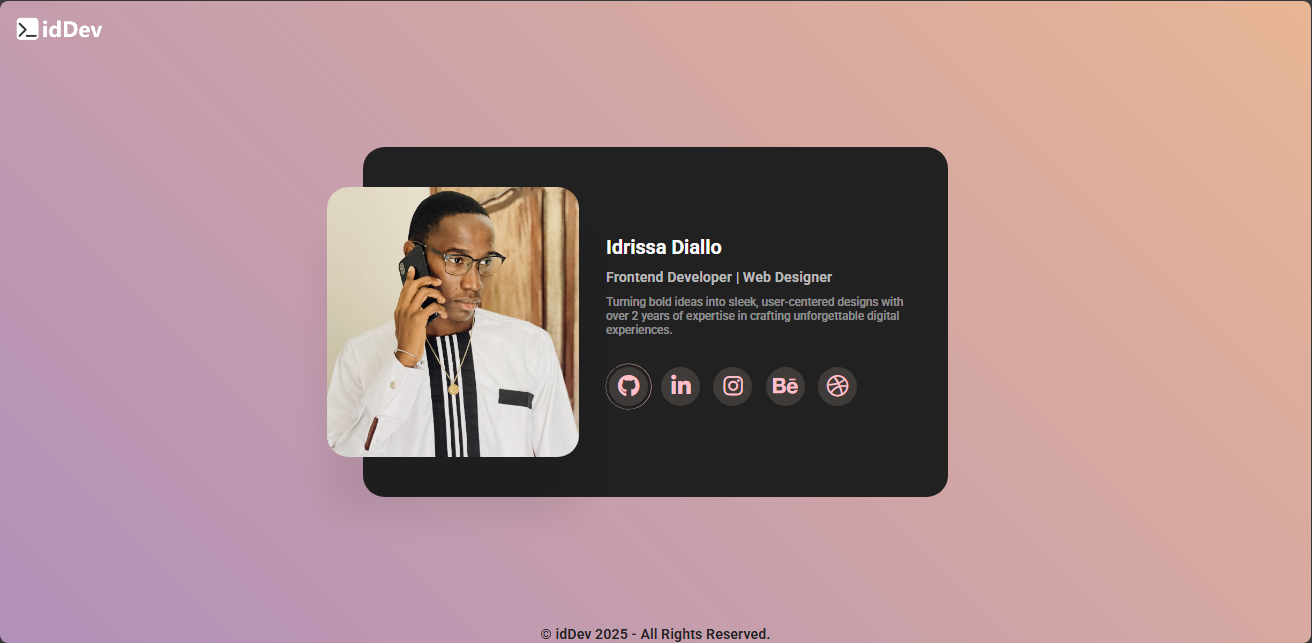 idDev
Idrissa Diallo
Frontend Developer | Web Designer
Turning bold ideas into sleek, user-centered designs with
over 2 years of expertise in crafting unforgettable digital
experiences.
in
Bē
© idDev 2025 - All Rights Reserved.